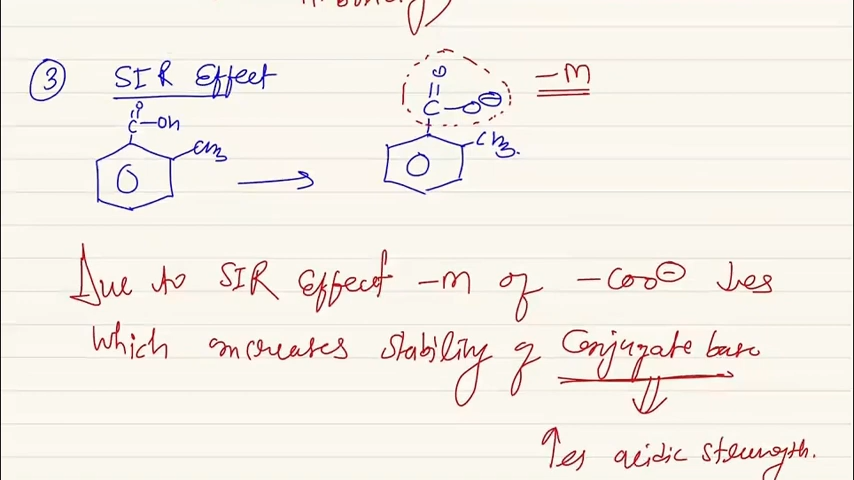 ③ SIR Effect
–M
O
C–OH
CH3
O
C–O⊖
CH3.
Due to SIR Effect –M of –COO⊖ ↓es
which increases stability of Conjugate base
↑es acidic strength.